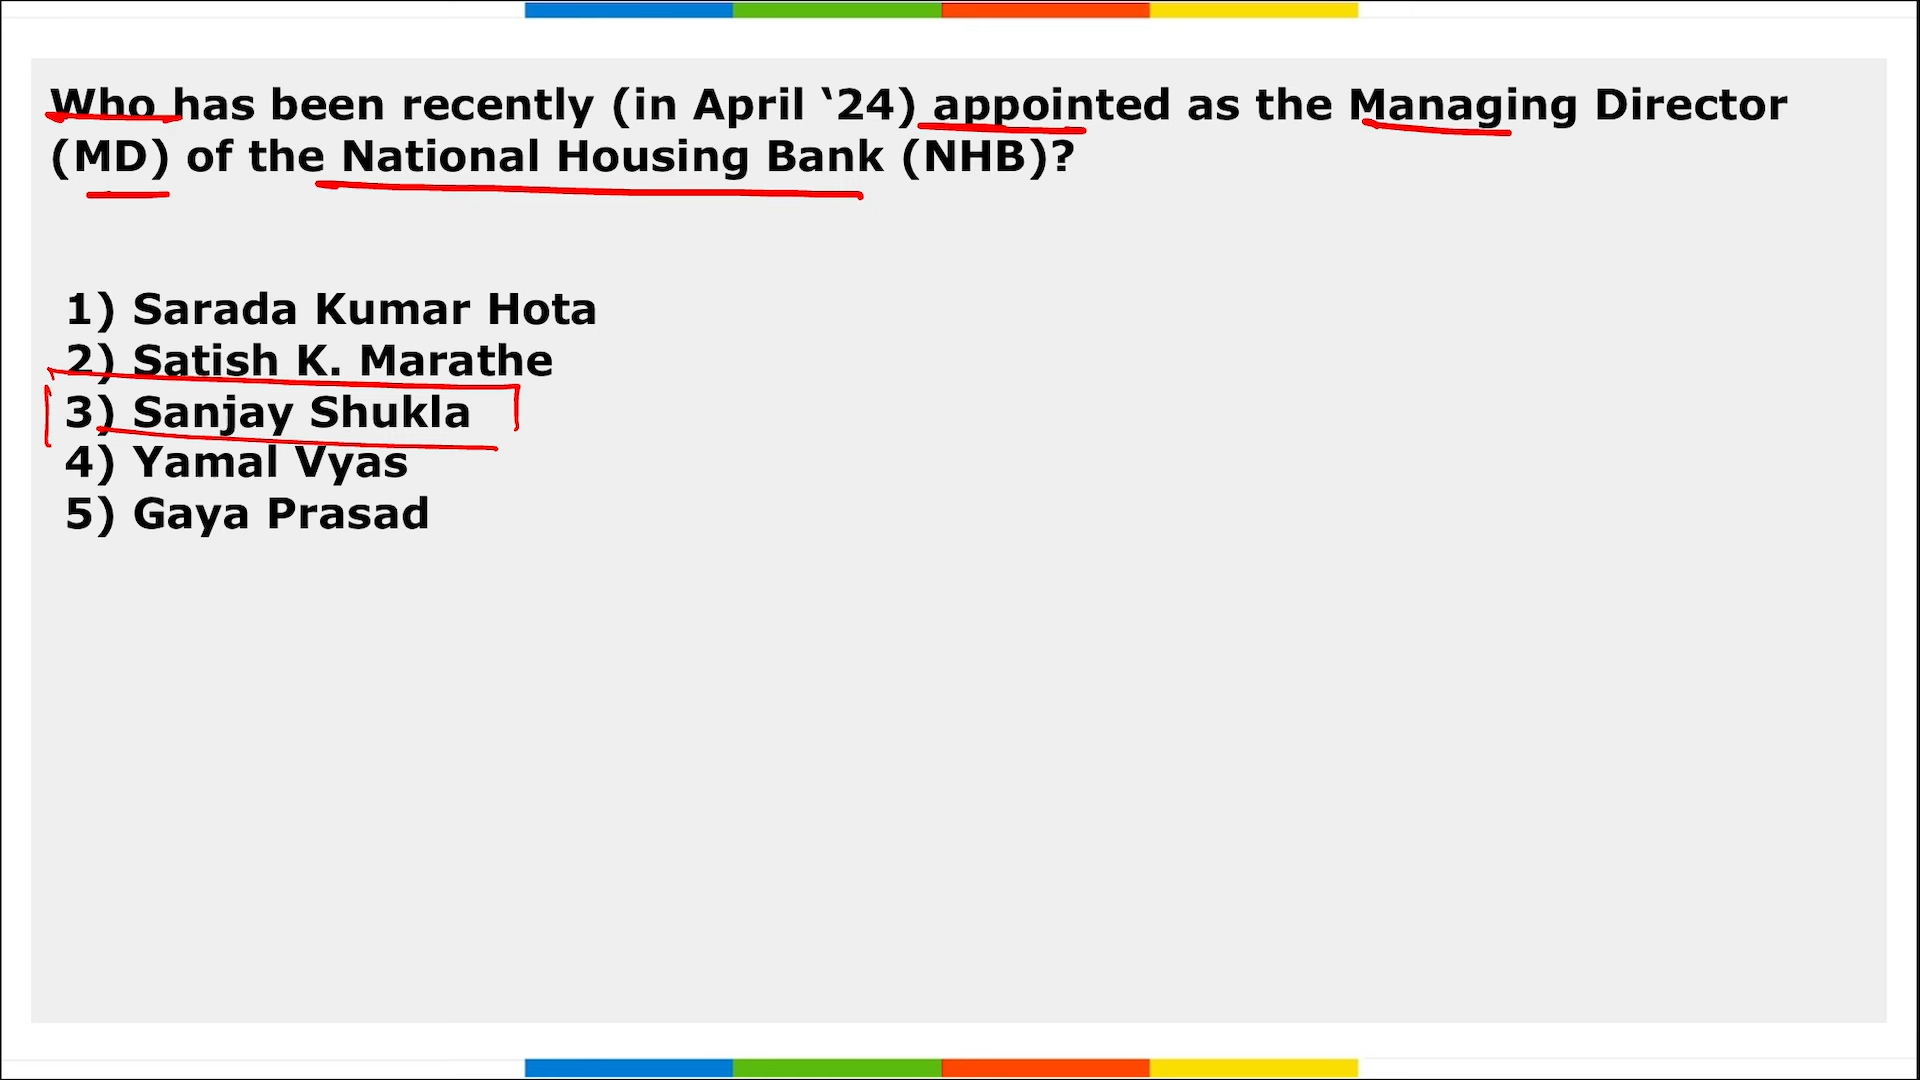 Who has been recently (in April ‘24) appointed as the Managing Director
(MD) of the National Housing Bank (NHB)?
1) Sarada Kumar Hota
2) Satish K. Marathe
3) Sanjay Shukla
4) Yamal Vyas
5) Gaya Prasad